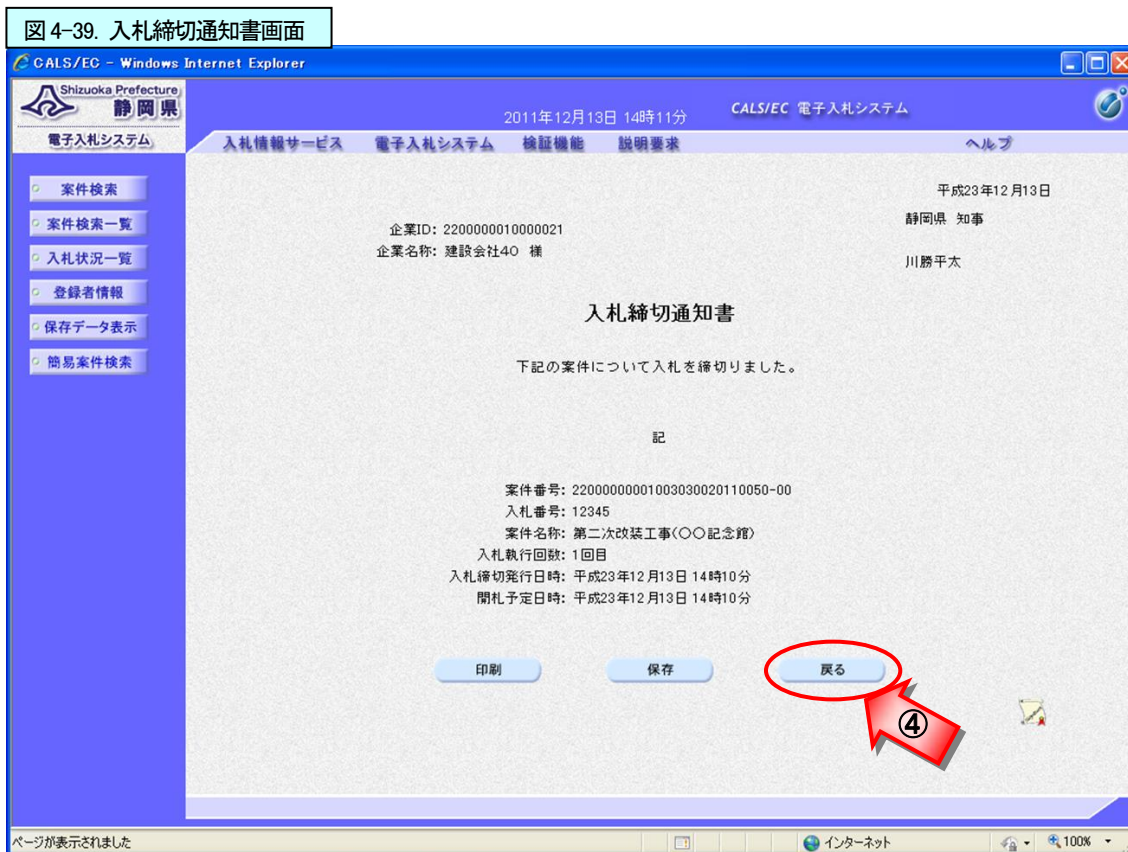 図 4-39. 入札締切通知書画面
CALS/EC - Windows Internet Explorer
Shizuoka Prefecture
静岡県
電子入札システム
2011年12月13日 14時11分
CALS/EC 電子入札システム
入札情報サービス 電子入札システム 検証機能 説明要求 ヘルプ
案件検索
案件検索一覧
入札状況一覧
登録者情報
保存データ表示
簡易案件検索
平成23年12月13日
静岡県 知事
企業ID: 2200000010000021
企業名称: 建設会社40 様
川勝平太
入札締切通知書
下記の案件について入札を締切りました。
記
案件番号: 22000000001003030020110050-00
入札番号: 12345
案件名称: 第二次改装工事(〇〇記念館)
入札執行回数: 1回目
入札締切発行日時: 平成23年12月13日 14時10分
開札予定日時: 平成23年12月13日 14時10分
印刷 保存 戻る
④
ページが表示されました
インターネット
100%